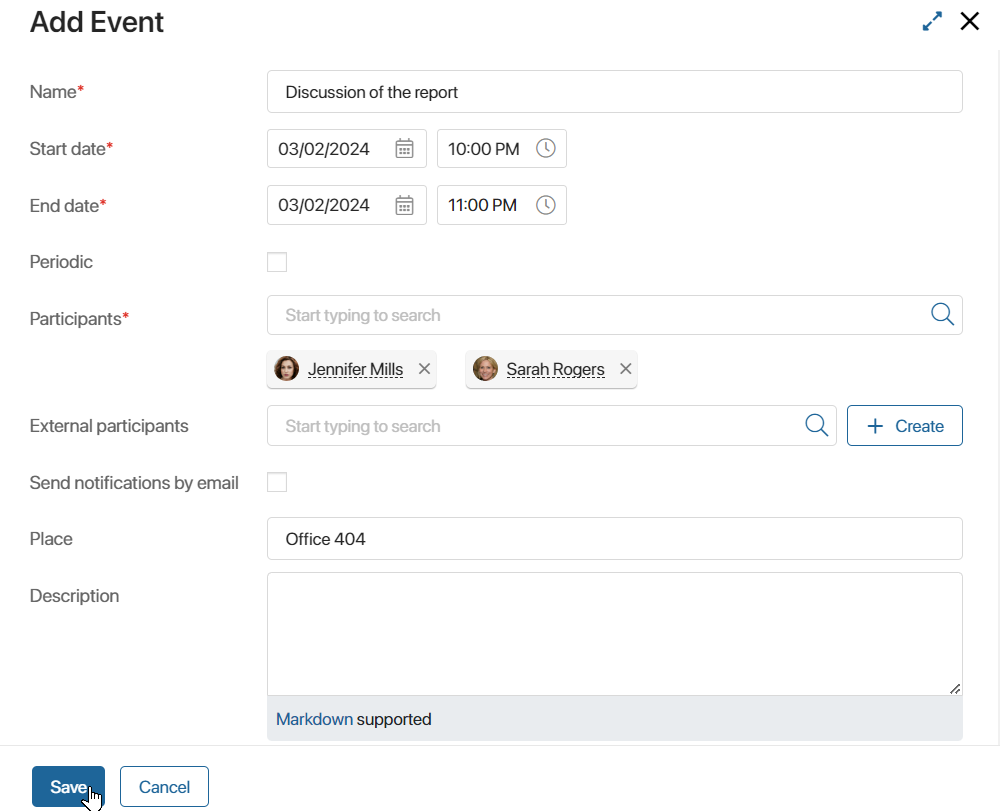 Add Event
Name* Discussion of the report
Start date* 03/02/2024 10:00 PM
End date* 03/02/2024 11:00 PM
Periodic
Participants* Start typing to search
Jennifer Mills Sarah Rogers
External participants Start typing to search Create
Send notifications by email
Place Office 404
Description
Markdown supported
Save Cancel